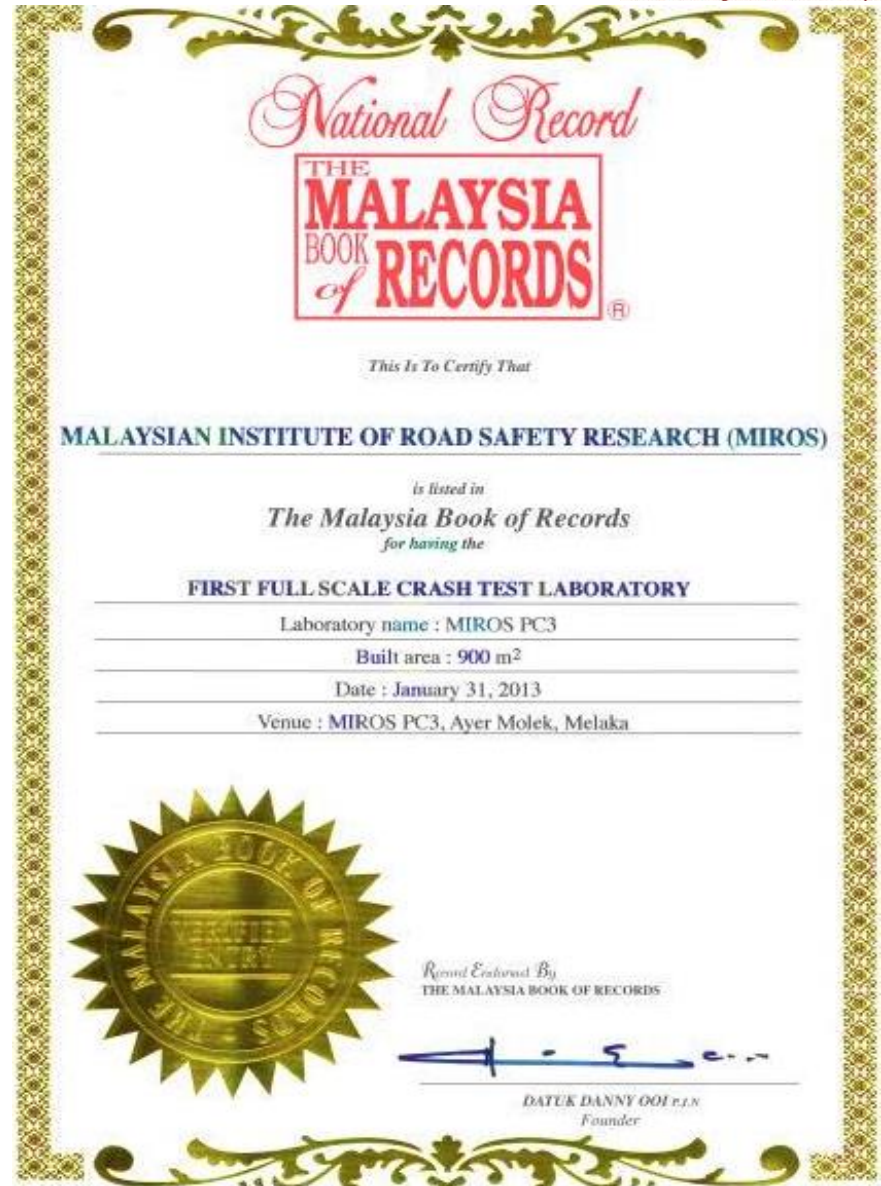 National Record
THE
MALAYSIA
BOOK
of RECORDS
®
This Is To Certify That
MALAYSIAN INSTITUTE OF ROAD SAFETY RESEARCH (MIROS)
is listed in
The Malaysia Book of Records
for having the
FIRST FULL SCALE CRASH TEST LABORATORY
Laboratory name : MIROS PC3
Built area : 900 m²
Date : January 31, 2013
Venue : MIROS PC3, Ayer Molek, Melaka
THE MALAYSIA BOOK OF RECORDS
VERIFIED
ENTRY
Record Endorsed By
THE MALAYSIA BOOK OF RECORDS
DATUK DANNY OOI P.J.N
Founder